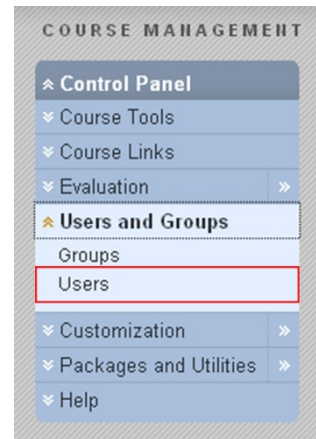 COURSE MANAGEMENT
Control Panel
Course Tools
Course Links
Evaluation
Users and Groups
Groups
Users
Customization
Packages and Utilities
Help